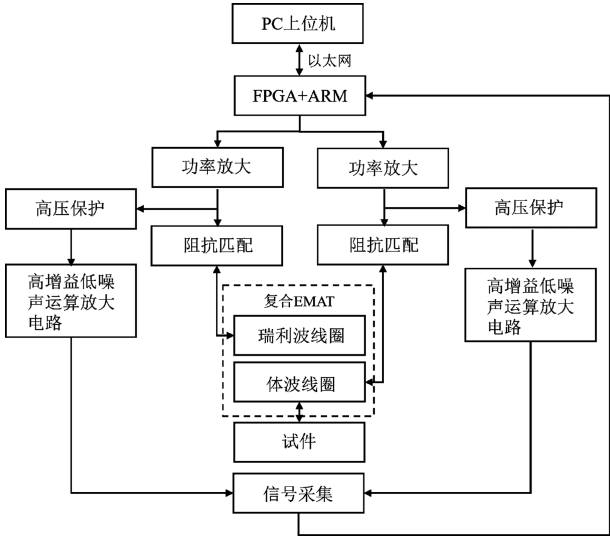 PC上位机
以太网
FPGA+ARM
功率放大
功率放大
高压保护
高压保护
阻抗匹配
阻抗匹配
高增益低噪
声运算放大
电路
高增益低噪
声运算放大
电路
复合EMAT
瑞利波线圈
体波线圈
试件
信号采集